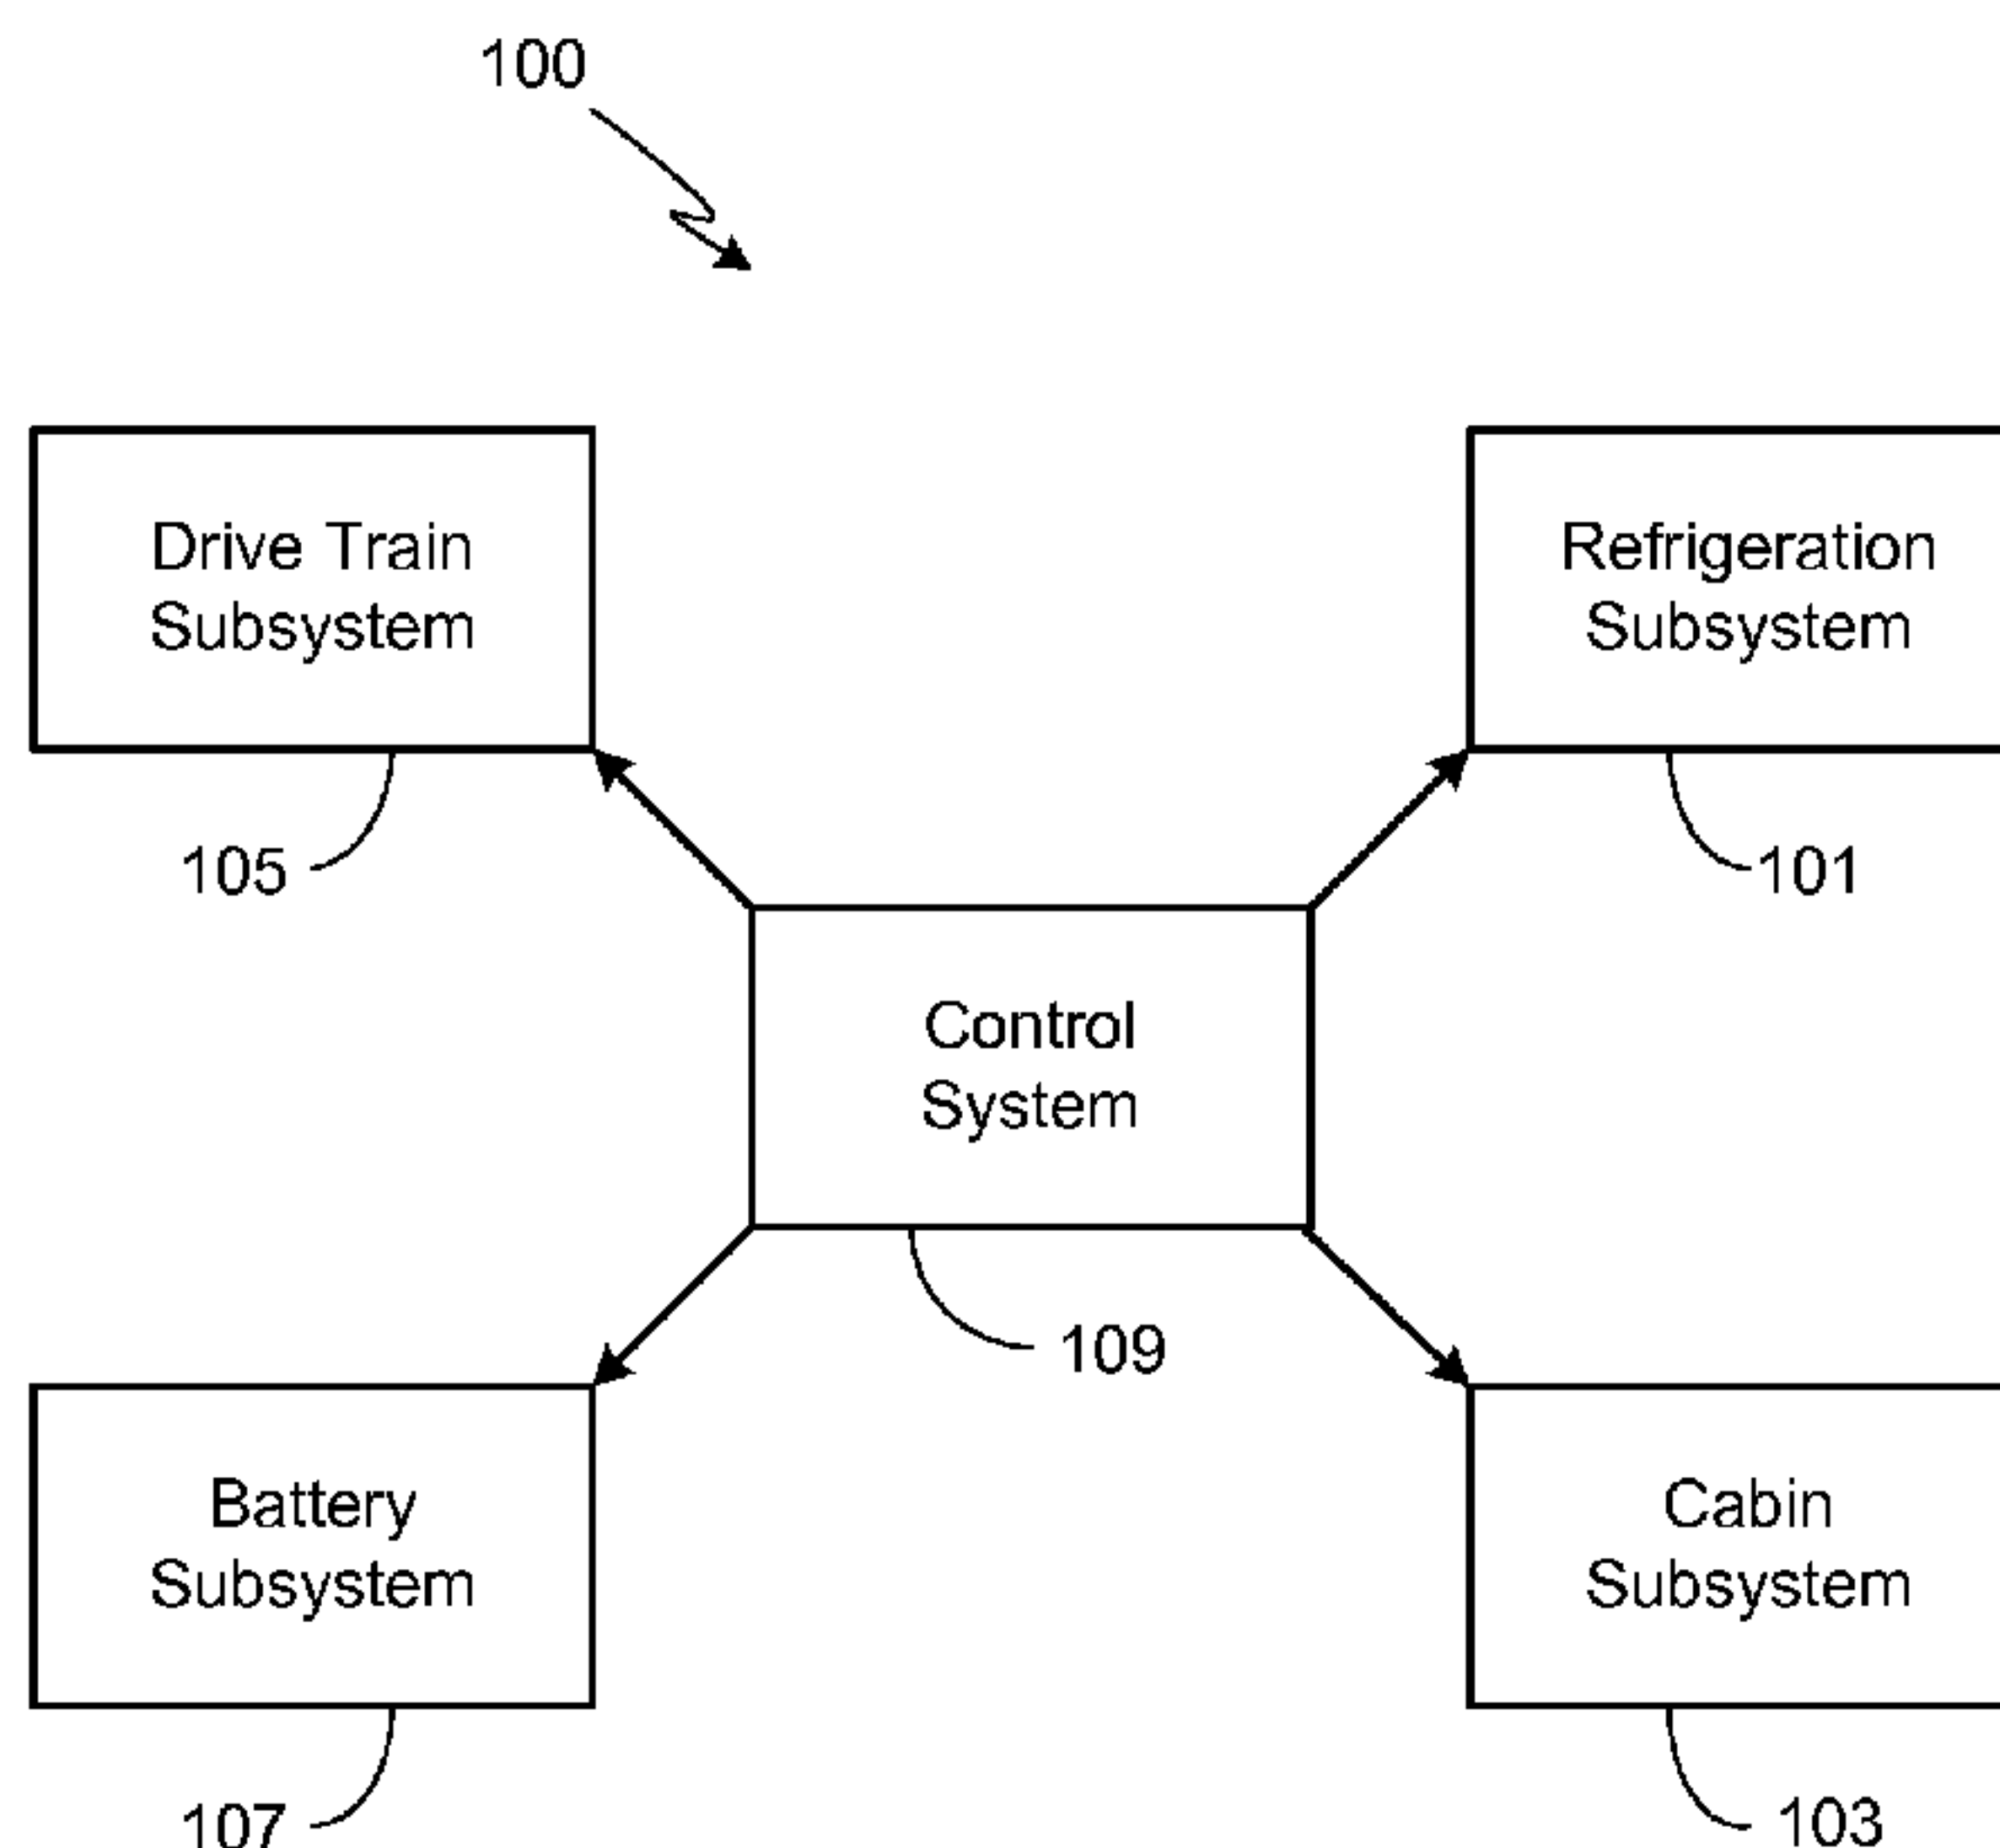 100
Drive Train
Subsystem
Refrigeration
Subsystem
105
101
Control
System
109
Battery
Subsystem
Cabin
Subsystem
107
103